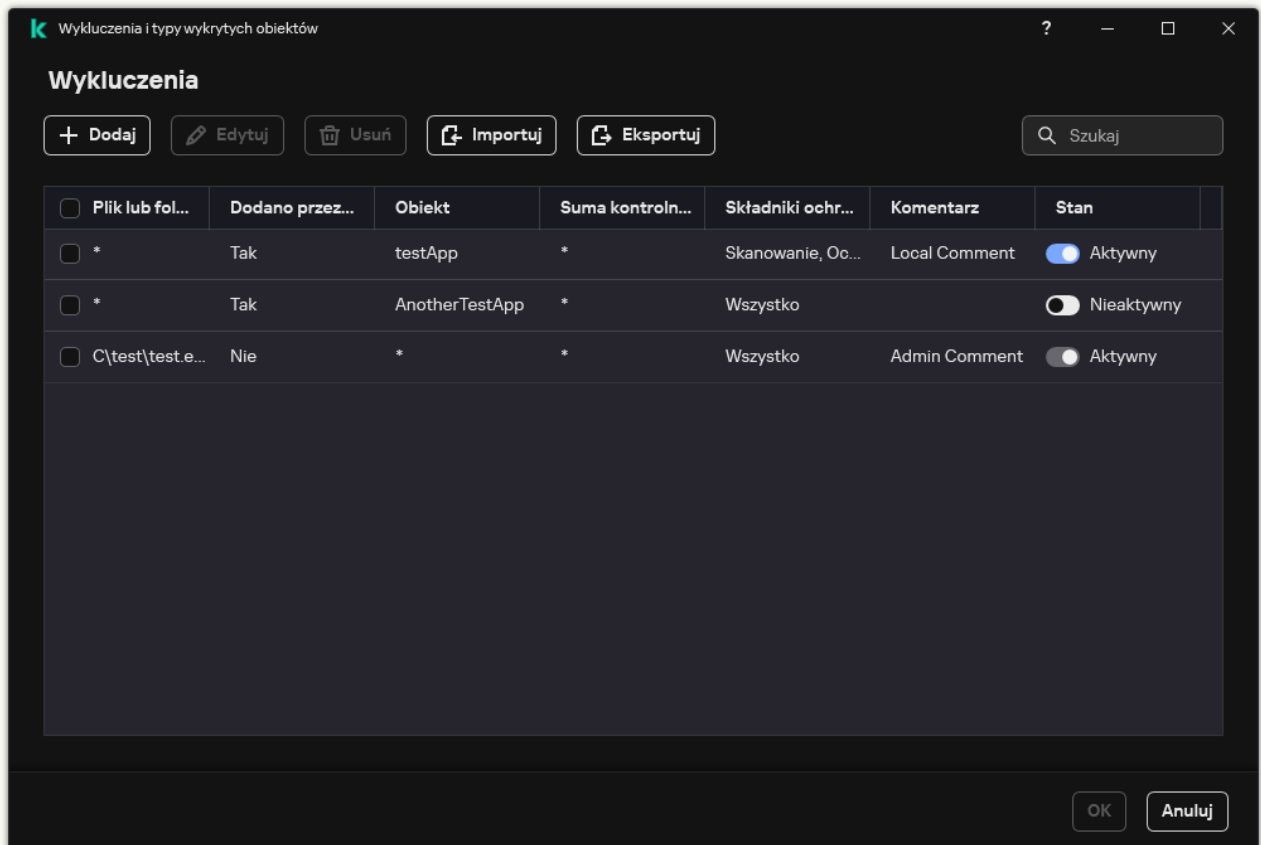 Wykluczenia i typy wykrytych obiektów ?
Wykluczenia
Dodaj Edytuj Usuń Importuj Eksportuj Szukaj
Plik lub fol... Dodano przez... Obiekt Suma kontroln... Składniki ochr... Komentarz Stan
* Tak testApp * Skanowanie, Oc... Local Comment Aktywny
* Tak AnotherTestApp * Wszystko Nieaktywny
C\test\test.e... Nie * * Wszystko Admin Comment Aktywny
OK Anuluj